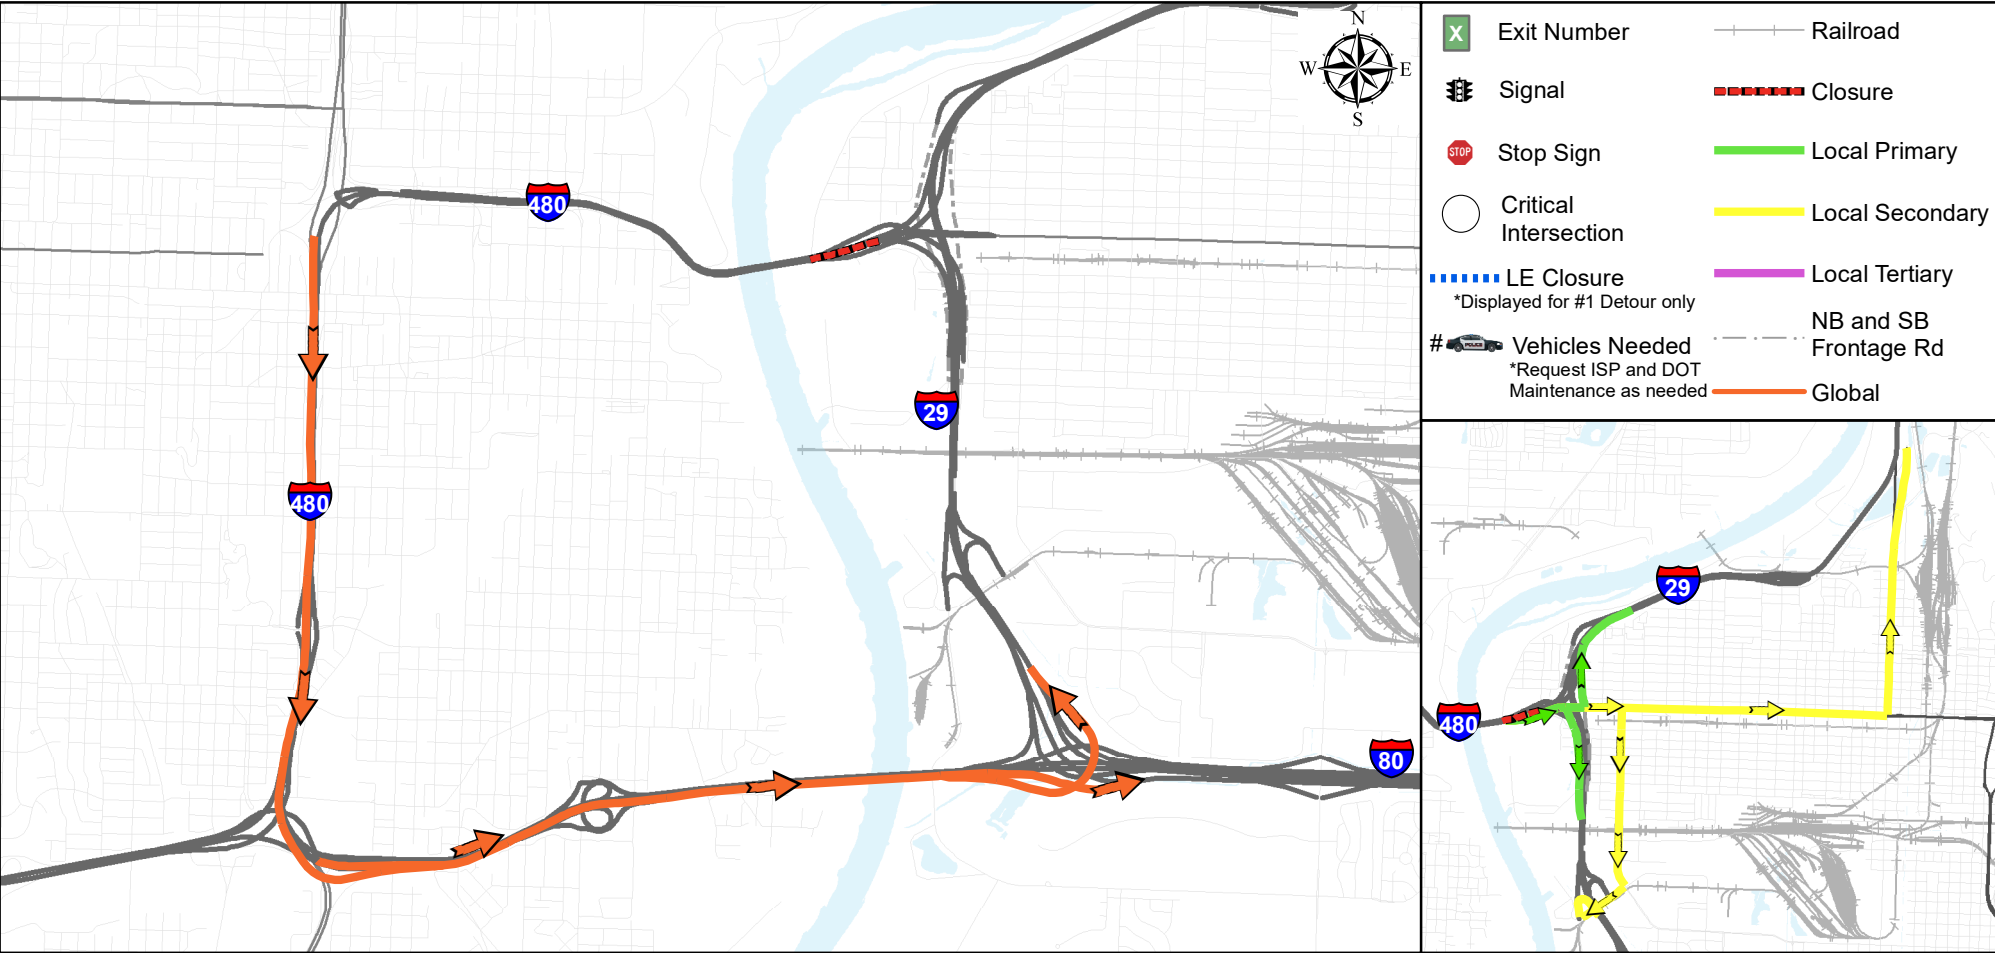 N
W
E
S
480
29
480
80
X
Exit Number
Railroad
Signal
Closure
STOP
Stop Sign
Local Primary
Critical
Intersection
Local Secondary
LE Closure
*Displayed for #1 Detour only
Local Tertiary
#
POLICE
Vehicles Needed
*Request ISP and DOT
Maintenance as needed
NB and SB
Frontage Rd
Global
29
480